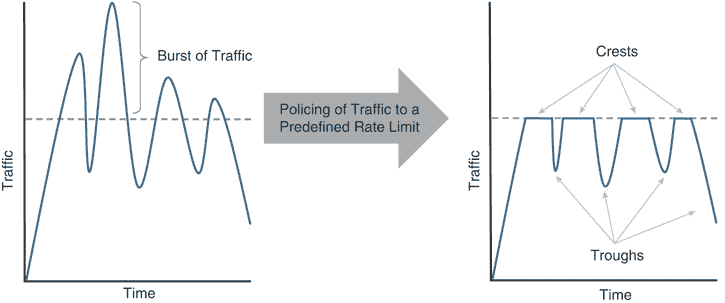 Burst of Traffic
Traffic
Time
Policing of Traffic to a
Predefined Rate Limit
Crests
Traffic
Troughs
Time